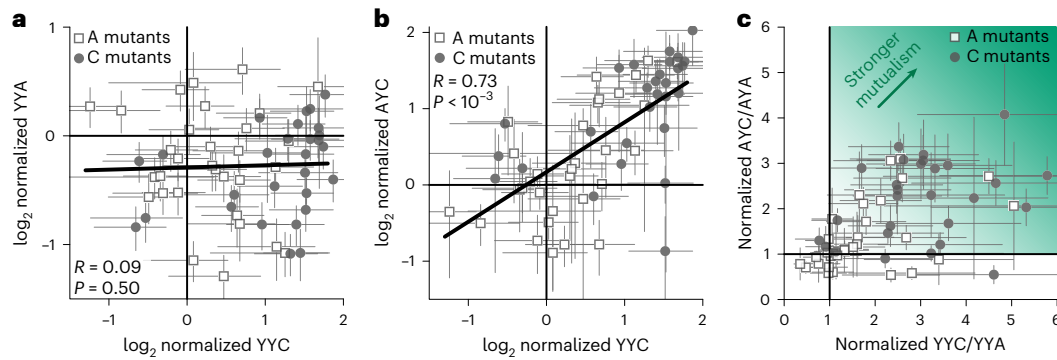 a
A mutants
C mutants
log2 normalized YYA
1
0
−1
R = 0.09
P = 0.50
−1
0
1
2
log2 normalized YYC
b
A mutants
C mutants
R = 0.73
P < 10−3
log2 normalized AYC
2
1
0
−1
−1
0
1
2
log2 normalized YYC
c
A mutants
C mutants
Stronger
mutualism
Normalized AYC/AYA
6
5
4
3
2
1
0
0
1
2
3
4
5
6
Normalized YYC/YYA